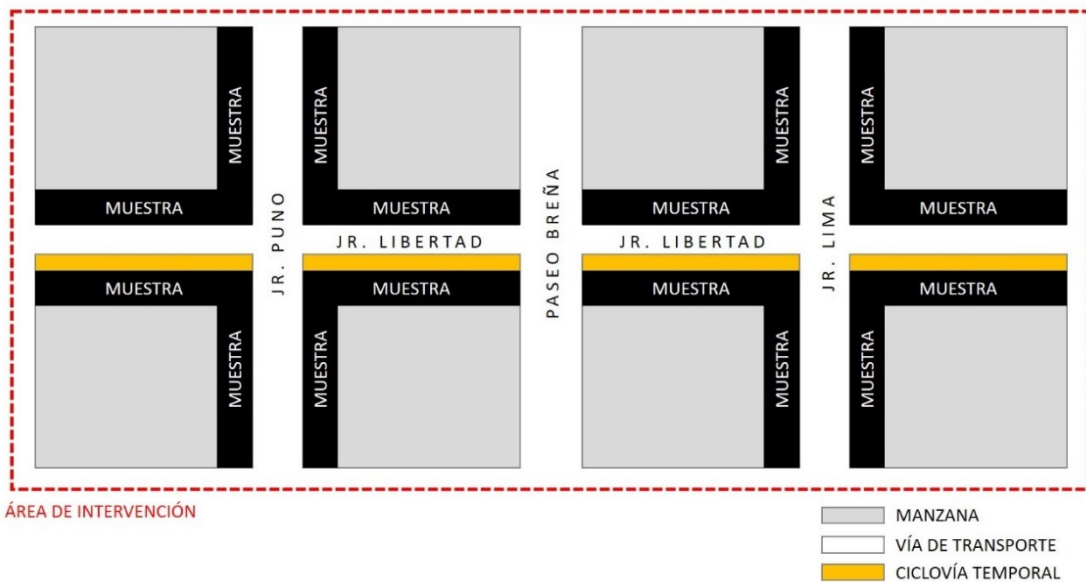 MUESTRA
MUESTRA
MUESTRA
MUESTRA
MUESTRA
MUESTRA
MUESTRA
MUESTRA
JR. PUNO
JR. LIBERTAD
PASEO BREÑA
JR. LIBERTAD
JR. LIMA
MUESTRA
MUESTRA
MUESTRA
MUESTRA
MUESTRA
MUESTRA
MUESTRA
MUESTRA
ÁREA DE INTERVENCIÓN
MANZANA
VÍA DE TRANSPORTE
CICLOVÍA TEMPORAL